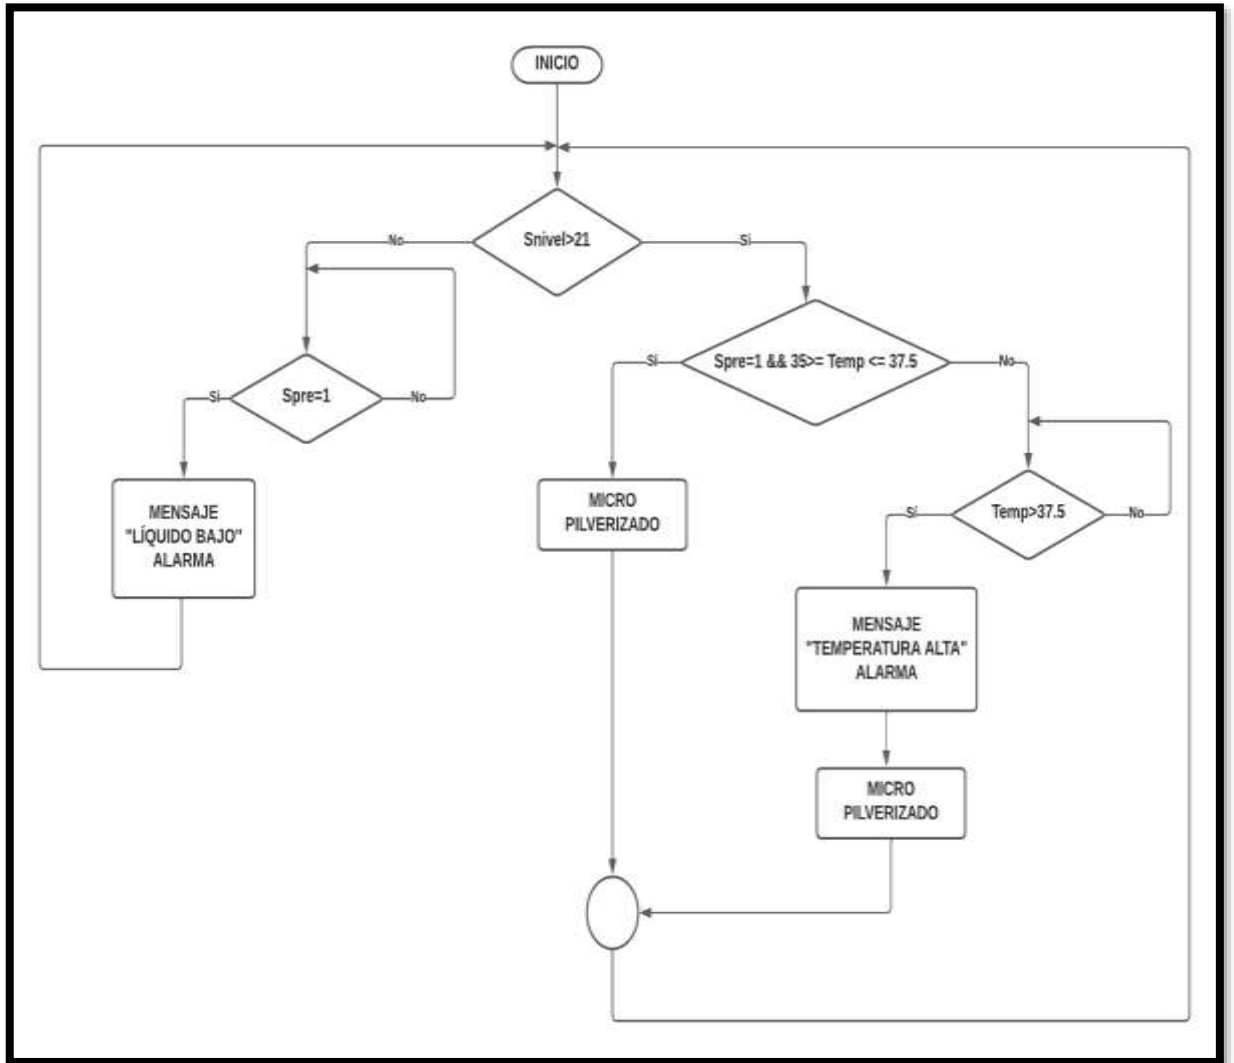 INICIO
Snivel>21
No
Si
Spre=1 && 35>= Temp <= 37.5
Si
No
Spre=1
Si
No
MENSAJE
"LÍQUIDO BAJO"
ALARMA
MICRO
PILVERIZADO
Temp>37.5
Si
No
MENSAJE
"TEMPERATURA ALTA"
ALARMA
MICRO
PILVERIZADO